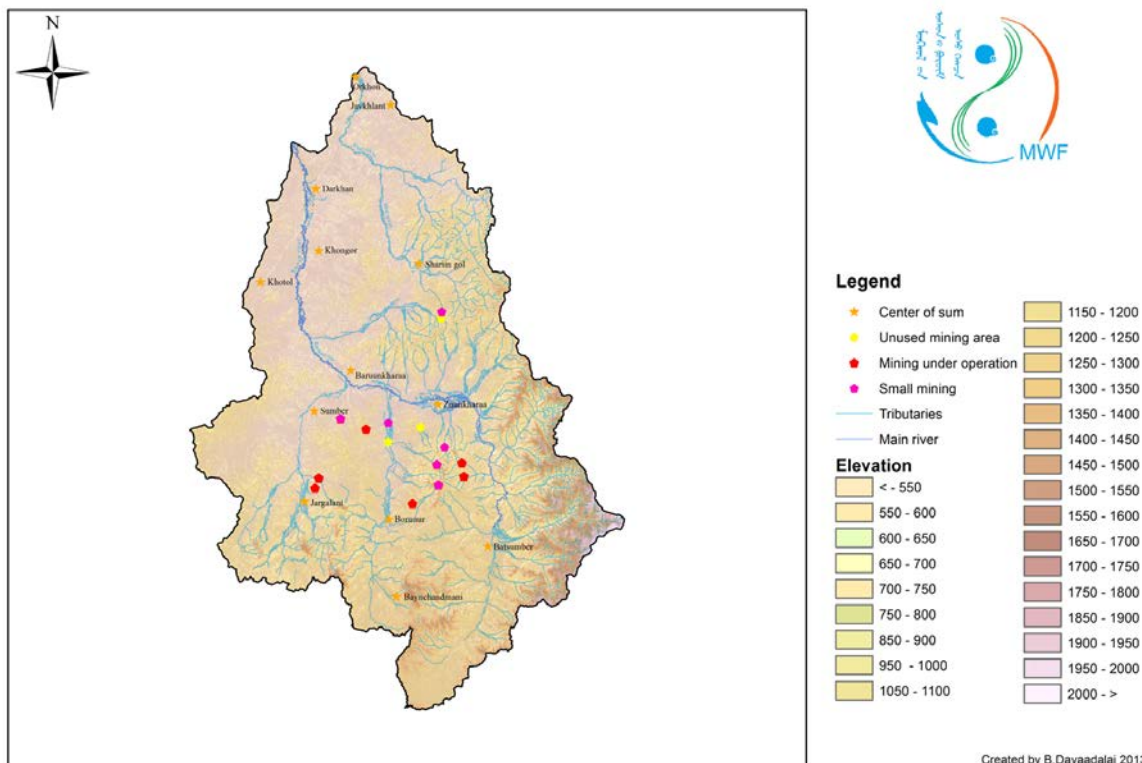 N
Orkhon
Javkhlant
Darkhan
Khongor
Sharin gol
Khotol
Baruunkharaa
Zuunkharaa
Sumber
Jargalant
Bornuur
Batsumber
Baynchandmani
MWF
Legend
Center of sum
Unused mining area
Mining under operation
Small mining
Tributaries
Main river
Elevation
< - 550
550 - 600
600 - 650
650 - 700
700 - 750
750 - 800
850 - 900
950 - 1000
1050 - 1100
1150 - 1200
1200 - 1250
1250 - 1300
1300 - 1350
1350 - 1400
1400 - 1450
1450 - 1500
1500 - 1550
1550 - 1600
1650 - 1700
1700 - 1750
1750 - 1800
1850 - 1900
1900 - 1950
1950 - 2000
2000 - >
Created by B.Davaadalai 201